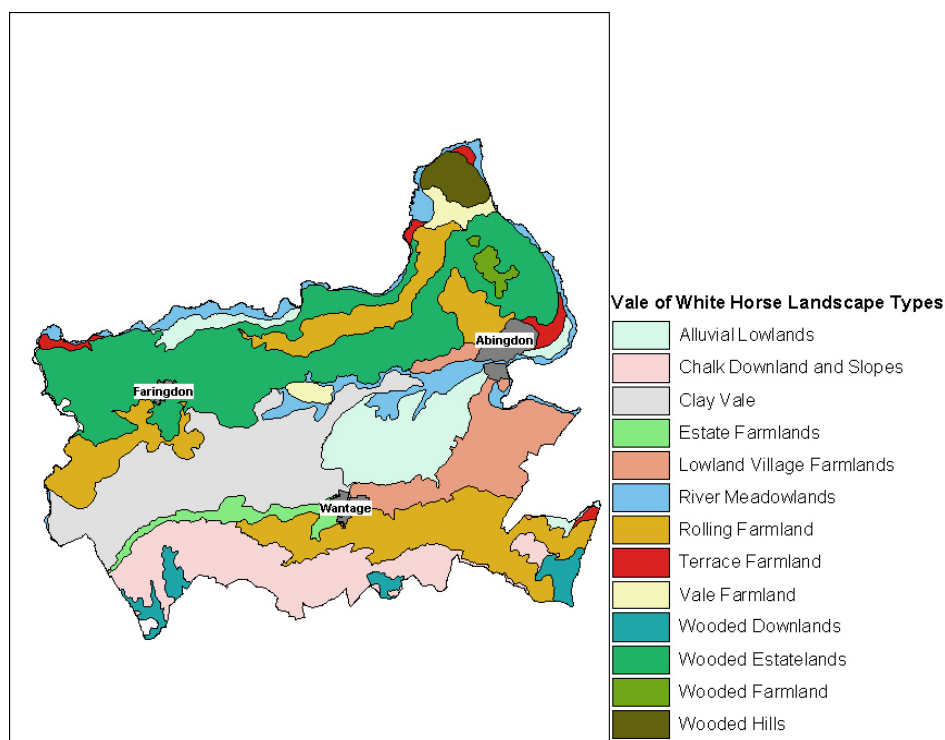 Abingdon
Faringdon
Wantage
Vale of White Horse Landscape Types
Alluvial Lowlands
Chalk Downland and Slopes
Clay Vale
Estate Farmlands
Lowland Village Farmlands
River Meadowlands
Rolling Farmland
Terrace Farmland
Vale Farmland
Wooded Downlands
Wooded Estatelands
Wooded Farmland
Wooded Hills